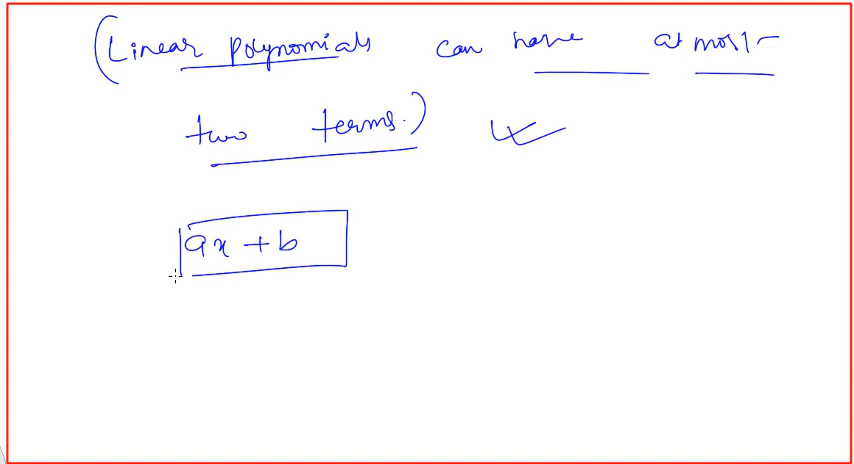 (Linear polynomials can have at most
two terms.)
ax + b